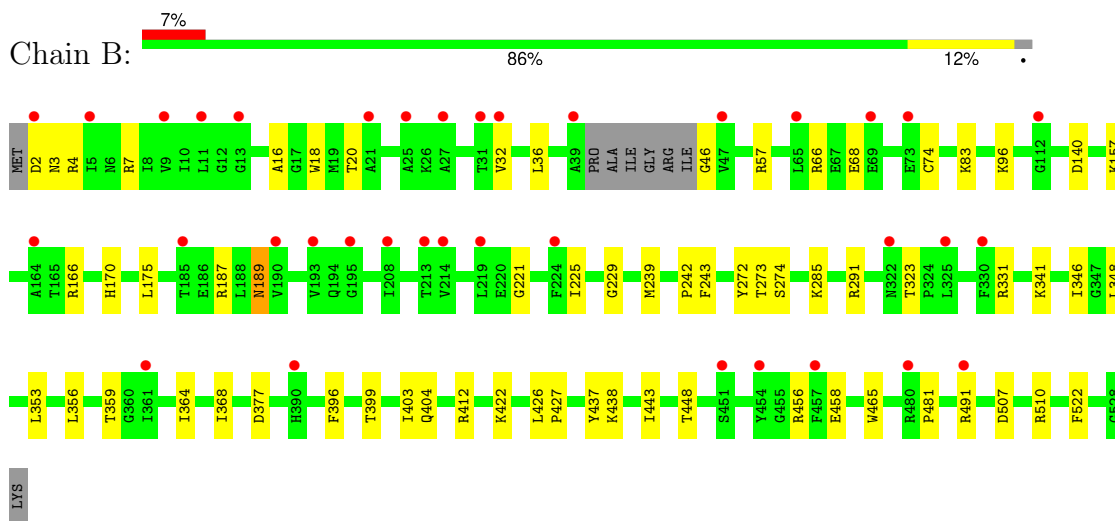 7%
Chain B:
86% 12% •
MET D2 N3 R4 I5 N6 R7 I8 V9 I10 L11 G12 G13 A16 G17 W18 M19 T20 A21 A25 K26 A27 T31 V32 L36 A39 PRO ALA ILE GLY ARG ILE G46 V47 R57 L65 R66 E67 E68 E69 E73 C74 K83 K96 G112 D140 K157
A164 T165 R166 H170 L175 T185 E186 R187 L188 N189 V190 V193 Q194 G195 I208 T213 V214 L219 E220 G221 F224 I225 G229 M239 P242 F243 Y272 T273 S274 K285 R291 N322 T323 P324 L325 F330 R331 K341 I346 G347 L348
L353 L356 T359 G360 I361 I364 I368 D377 H390 F396 T399 I403 Q404 R412 K422 L426 P427 Y437 K438 I443 T448 S451 Y454 G455 R456 F457 E458 W465 R480 P481 R491 D507 R510 F522 G528
LYS